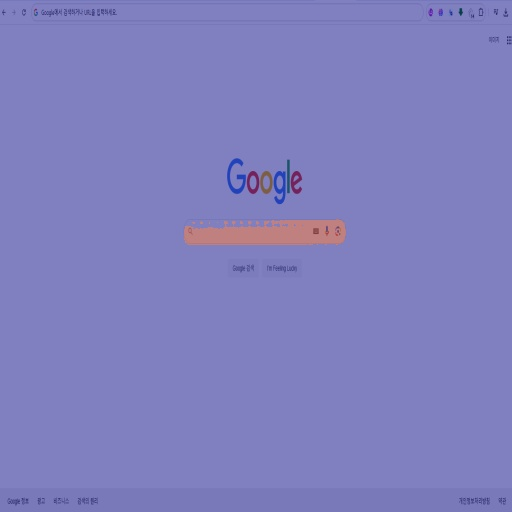 Google에서 검색하거나 URL을 입력하세요.
이미지
Google
Google 검색 I'm Feeling Lucky
Google 정보 광고 비즈니스 검색의 원리 개인정보처리방침 약관